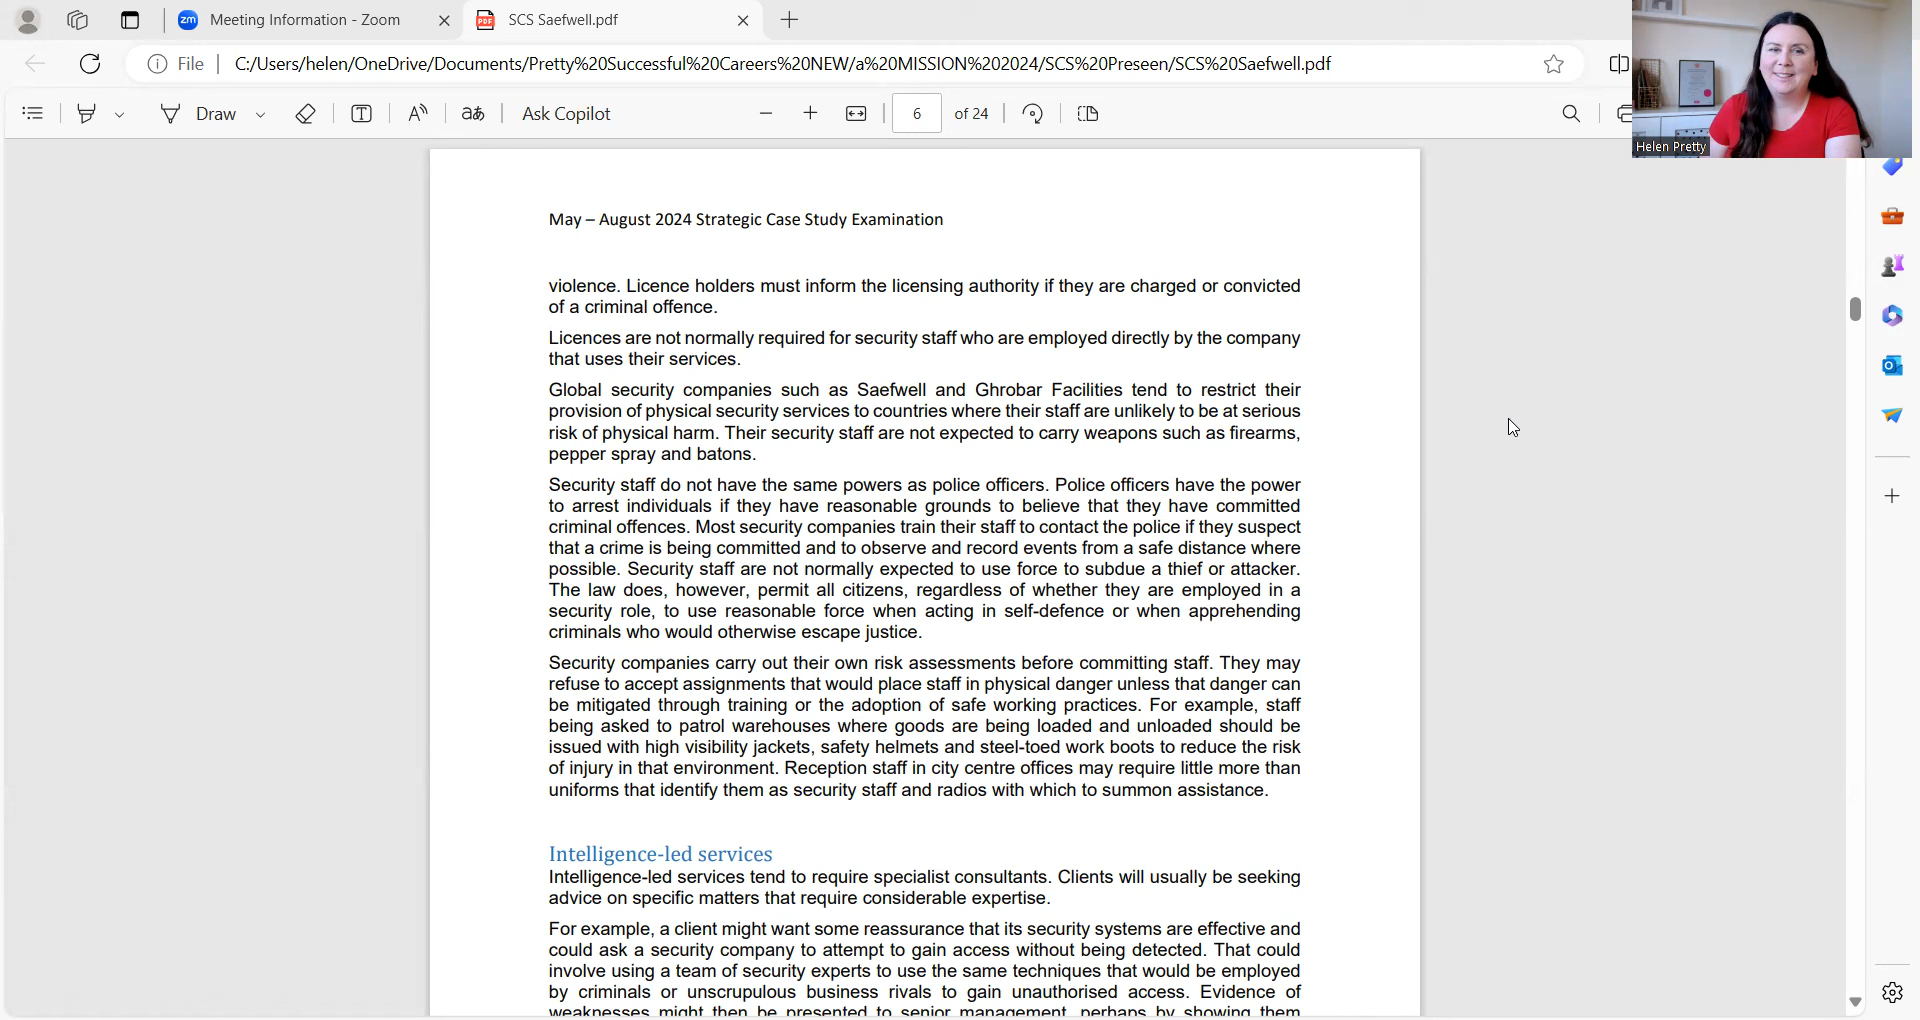 Meeting Information - Zoom
SCS Saefwell.pdf
File
C:/Users/helen/OneDrive/Documents/Pretty%20Successful%20Careers%20NEW/a%20MISSION%202024/SCS%20Preseen/SCS%20Saefwell.pdf
Draw
Ask Copilot
6 of 24
Helen Pretty
May – August 2024 Strategic Case Study Examination
violence. Licence holders must inform the licensing authority if they are charged or convicted
of a criminal offence.
Licences are not normally required for security staff who are employed directly by the company
that uses their services.
Global security companies such as Saefwell and Ghrobar Facilities tend to restrict their
provision of physical security services to countries where their staff are unlikely to be at serious
risk of physical harm. Their security staff are not expected to carry weapons such as firearms,
pepper spray and batons.
Security staff do not have the same powers as police officers. Police officers have the power
to arrest individuals if they have reasonable grounds to believe that they have committed
criminal offences. Most security companies train their staff to contact the police if they suspect
that a crime is being committed and to observe and record events from a safe distance where
possible. Security staff are not normally expected to use force to subdue a thief or attacker.
The law does, however, permit all citizens, regardless of whether they are employed in a
security role, to use reasonable force when acting in self-defence or when apprehending
criminals who would otherwise escape justice.
Security companies carry out their own risk assessments before committing staff. They may
refuse to accept assignments that would place staff in physical danger unless that danger can
be mitigated through training or the adoption of safe working practices. For example, staff
being asked to patrol warehouses where goods are being loaded and unloaded should be
issued with high visibility jackets, safety helmets and steel-toed work boots to reduce the risk
of injury in that environment. Reception staff in city centre offices may require little more than
uniforms that identify them as security staff and radios with which to summon assistance.
Intelligence-led services
Intelligence-led services tend to require specialist consultants. Clients will usually be seeking
advice on specific matters that require considerable expertise.
For example, a client might want some reassurance that its security systems are effective and
could ask a security company to attempt to gain access without being detected. That could
involve using a team of security experts to use the same techniques that would be employed
by criminals or unscrupulous business rivals to gain unauthorised access. Evidence of
weaknesses might then be presented to senior management, perhaps by showing them